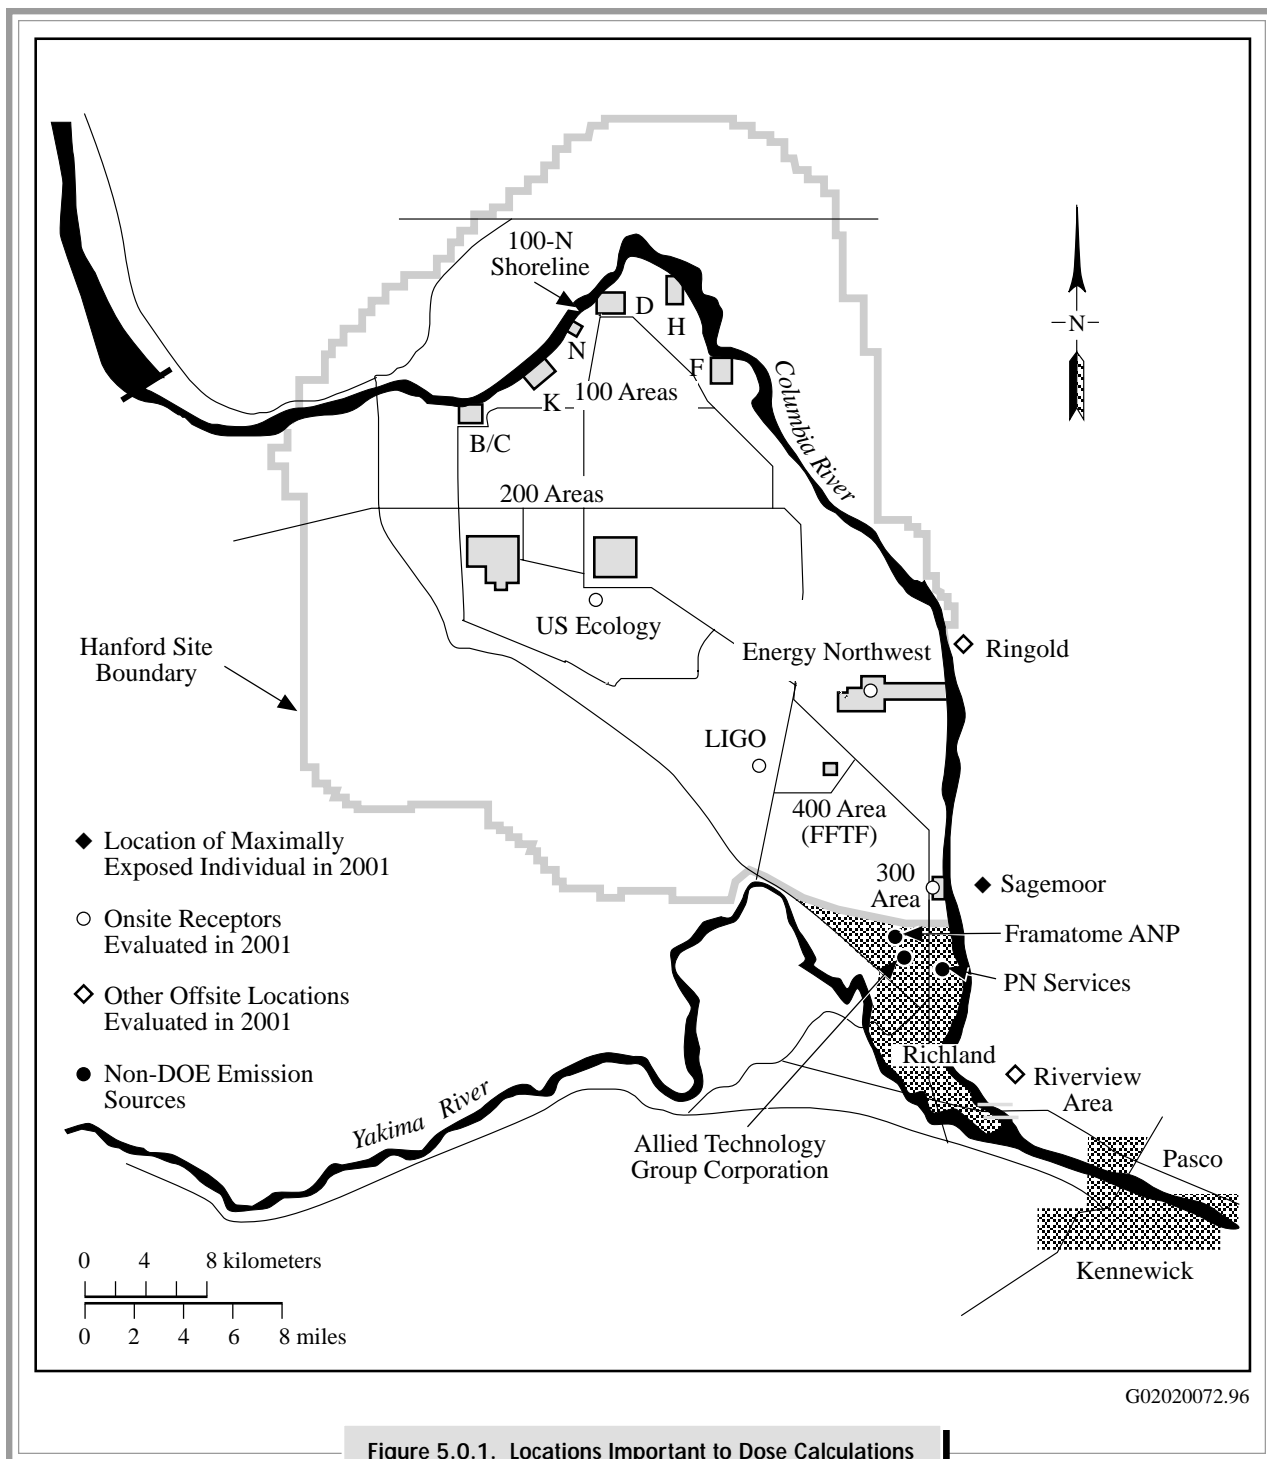 100-N
Shoreline
D
H
N
F
K
100 Areas
B/C
Columbia River
N
200 Areas
US Ecology
Hanford Site
Boundary
Energy Northwest
Ringold
LIGO
400 Area
(FFTF)
Location of Maximally
Exposed Individual in 2001
300
Area
Sagemoor
Onsite Receptors
Evaluated in 2001
Framatome ANP
PN Services
Other Offsite Locations
Evaluated in 2001
Richland
Non-DOE Emission
Sources
Riverview
Area
Yakima River
Allied Technology
Group Corporation
Pasco
Kennewick
0 4 8 kilometers
0 2 4 6 8 miles
G02020072.96
Figure 5.0.1. Locations Important to Dose Calculations